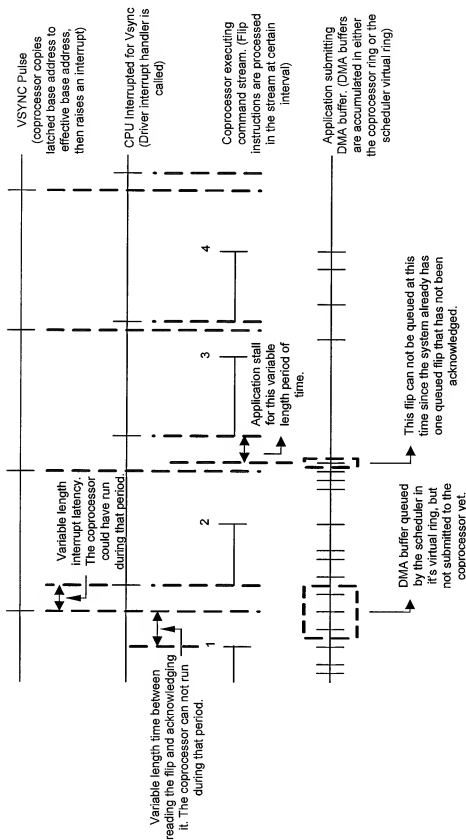 VSYNC Pulse
(coprocessor copies
latched base address to
effective base address,
then raises an interrupt)
CPU Interrupted for Vsync
(Driver interrupt handler is
called)
Coprocessor executing
command stream. (Flip
instructions are processed
in the stream at certain
interval)
Application submitting
DMA buffer. (DMA buffers
are accumulated in either
the coprocessor ring or the
scheduler virtual ring)
Variable length
interrupt latency.
The coprocessor
could have run
during that period.
Variable length time between
reading the flip and acknowledging
it. The coprocessor can not run
during that period.
1
2
3
4
Application stall
for this variable
length period of
time.
DMA buffer queued
by the scheduler in
it's virtual ring, but
not submitted to the
coprocessor yet.
This flip can not be queued at this
time since the system already has
one queued flip that has not been
acknowledged.